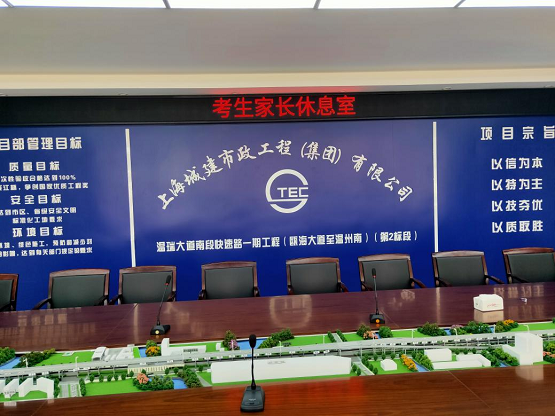 考生家长休息室
目部管理目标
质量目标
安全目标
环境目标
上海城建市政工程(集团)有限公司
STEC
温瑞大道南段快速路一期工程(瓯海大道至温州南)(第2标段)
项目宗旨
以信为本
以特为主
以技夺优
以质取胜